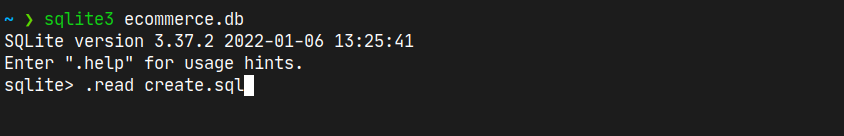 ~ ❯ sqlite3 ecommerce.db
SQLite version 3.37.2 2022-01-06 13:25:41
Enter ".help" for usage hints.
sqlite> .read create.sql